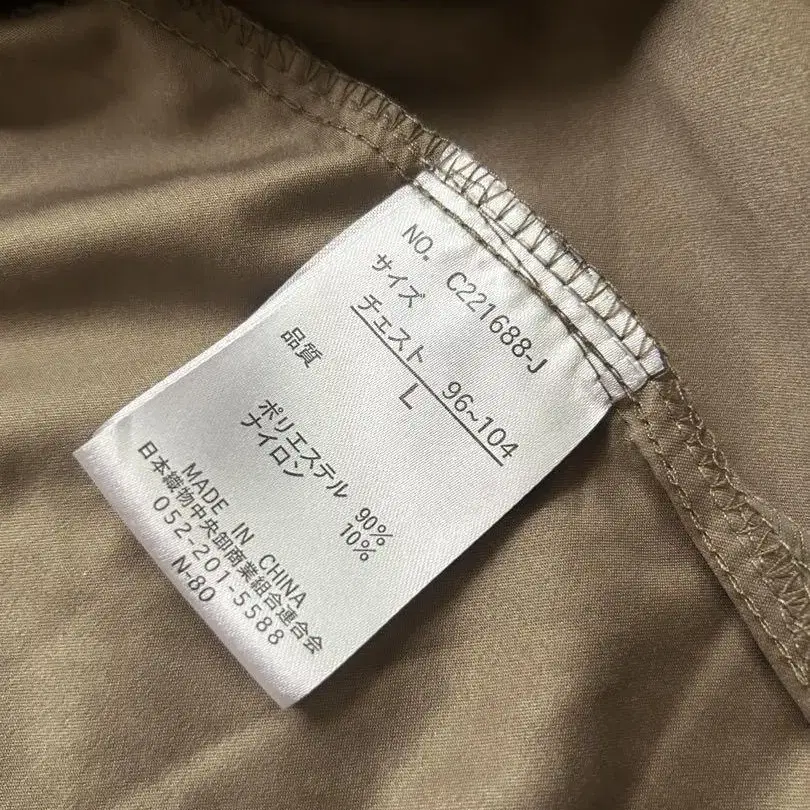 NO. C221688-J
サイズ
チェスト 96~104
L
品質
ポリエステル 90%
ナイロン 10%
MADE IN CHINA
日本織物中央卸商業組合連合会
052-201-5588
N-80